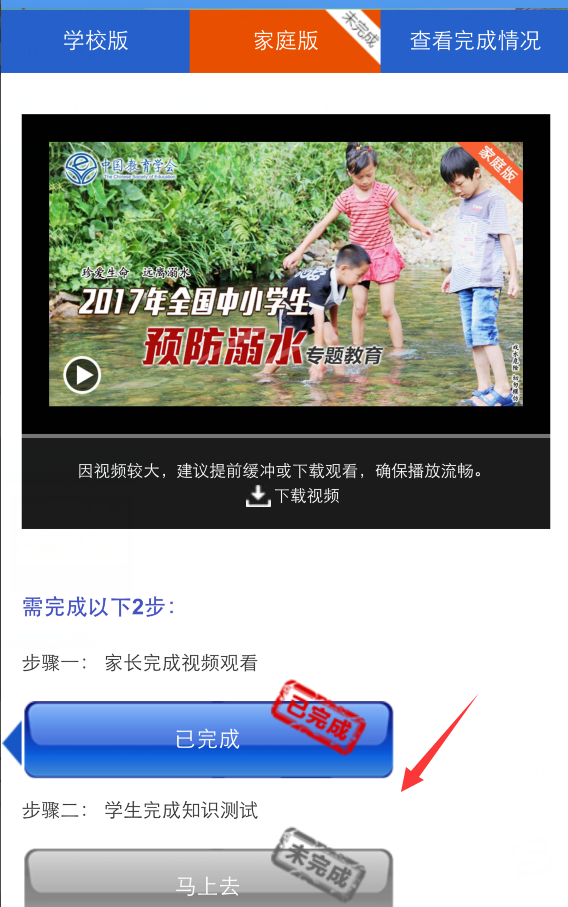 学校版
家庭版
未完成
查看完成情况
中国教育学会
The Chinese Society of Education
家庭版
珍爱生命 远离溺水
2017年全国中小学生
预防溺水专题教育
因视频较大，建议提前缓冲或下载观看，确保播放流畅。
下载视频
需完成以下2步：
步骤一： 家长完成视频观看
已完成
已完成
步骤二： 学生完成知识测试
未完成
马上去